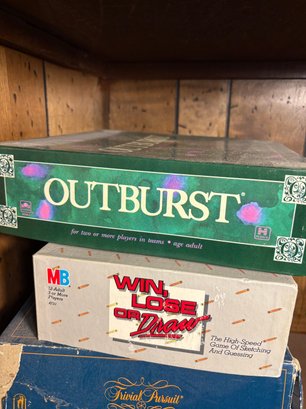 OUTBURST®
for two or more players in teams • age adult
MB
WIN,
LOSE
OR Draw
The High-Speed
Game Of Sketching
And Guessing
Trivial Pursuit